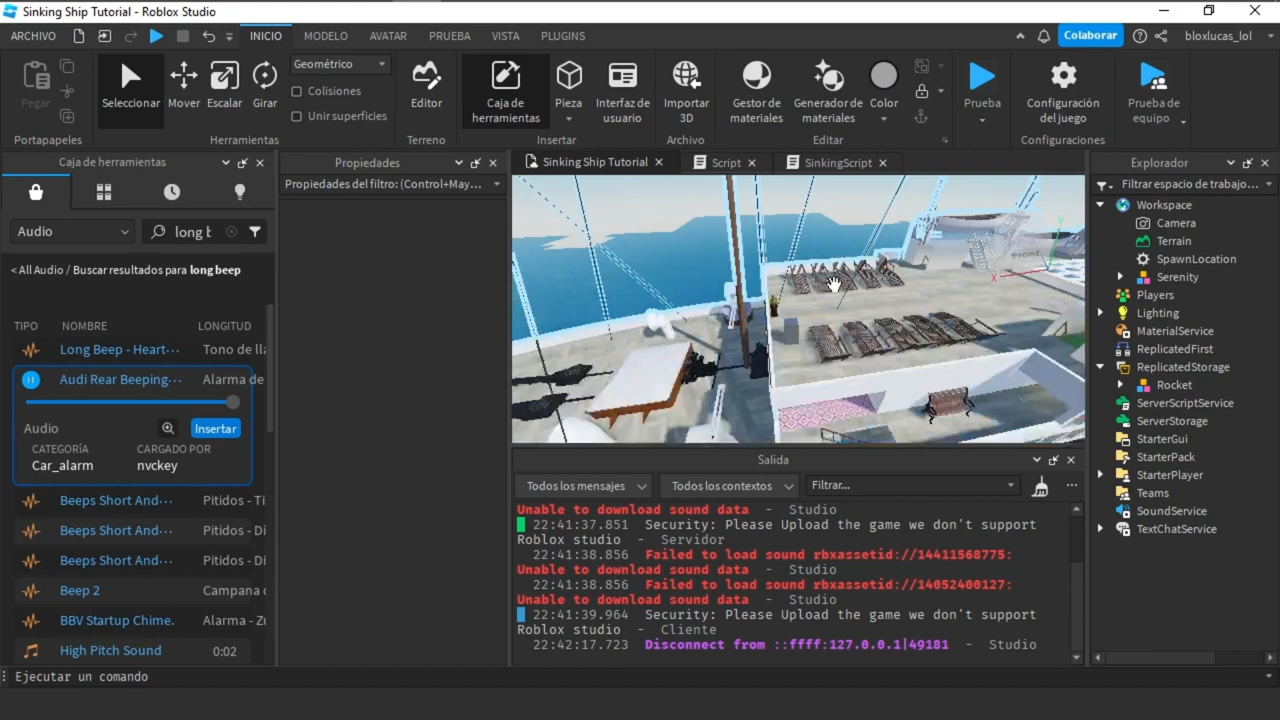 Sinking Ship Tutorial - Roblox Studio
ARCHIVO INICIO MODELO AVATAR PRUEBA VISTA PLUGINS Colaborar bloxlucas_lol
Pegar
Portapapeles
Seleccionar Mover Escalar Girar
Geométrico
Colisiones
Unir superficies
Herramientas
Editor
Terreno
Caja de herramientas
Pieza
Interfaz de usuario
Insertar
Importar 3D
Archivo
Gestor de materiales
Generador de materiales
Color
Editar
Prueba
Configuración del juego
Configuraciones
Prueba de equipo
Caja de herramientas
Audio
long b
< All Audio / Buscar resultados para long beep
TIPO NOMBRE LONGITUD
Long Beep - Heart··· Tono de lla
Audi Rear Beeping··· Alarma de
Audio Insertar
CATEGORÍA CARGADO POR
Car_alarm nvckey
Beeps Short And··· Pitidos - Ti
Beeps Short And··· Pitidos - Di
Beeps Short And··· Pitidos - Di
Beep 2 Campana d
BBV Startup Chime. Alarma - Zu
High Pitch Sound 0:02
Propiedades
Propiedades del filtro: (Control+May...
Sinking Ship Tutorial Script SinkingScript
Front
X
Y
Salida
Todos los mensajes Todos los contextos Filtrar...
Unable to download sound data - Studio
22:41:37.851 Security: Please Upload the game we don't support
Roblox studio - Servidor
22:41:38.856 Failed to load sound rbxassetid://14411568775:
Unable to download sound data - Studio
22:41:38.856 Failed to load sound rbxassetid://14052400127:
Unable to download sound data - Studio
22:41:39.964 Security: Please Upload the game we don't support
Roblox studio - Cliente
22:42:17.723 Disconnect from ::ffff:127.0.0.1|49181 - Studio
Explorador
Filtrar espacio de trabajo...
Workspace
Camera
Terrain
SpawnLocation
Serenity
Players
Lighting
MaterialService
ReplicatedFirst
ReplicatedStorage
Rocket
ServerScriptService
ServerStorage
StarterGui
StarterPack
StarterPlayer
Teams
SoundService
TextChatService
Ejecutar un comando